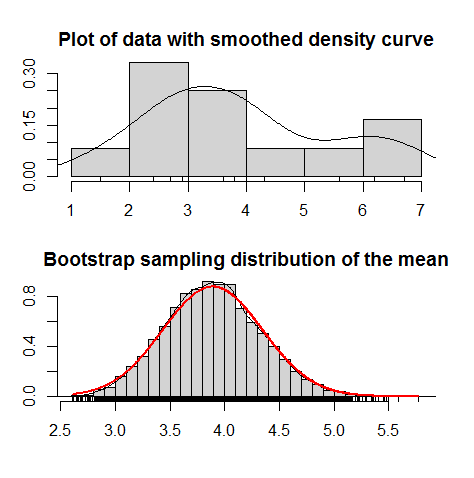 Plot of data with smoothed density curve
0.30
0.15
0.00
1 2 3 4 5 6 7
Bootstrap sampling distribution of the mean
0.8
0.4
0.0
2.5 3.0 3.5 4.0 4.5 5.0 5.5